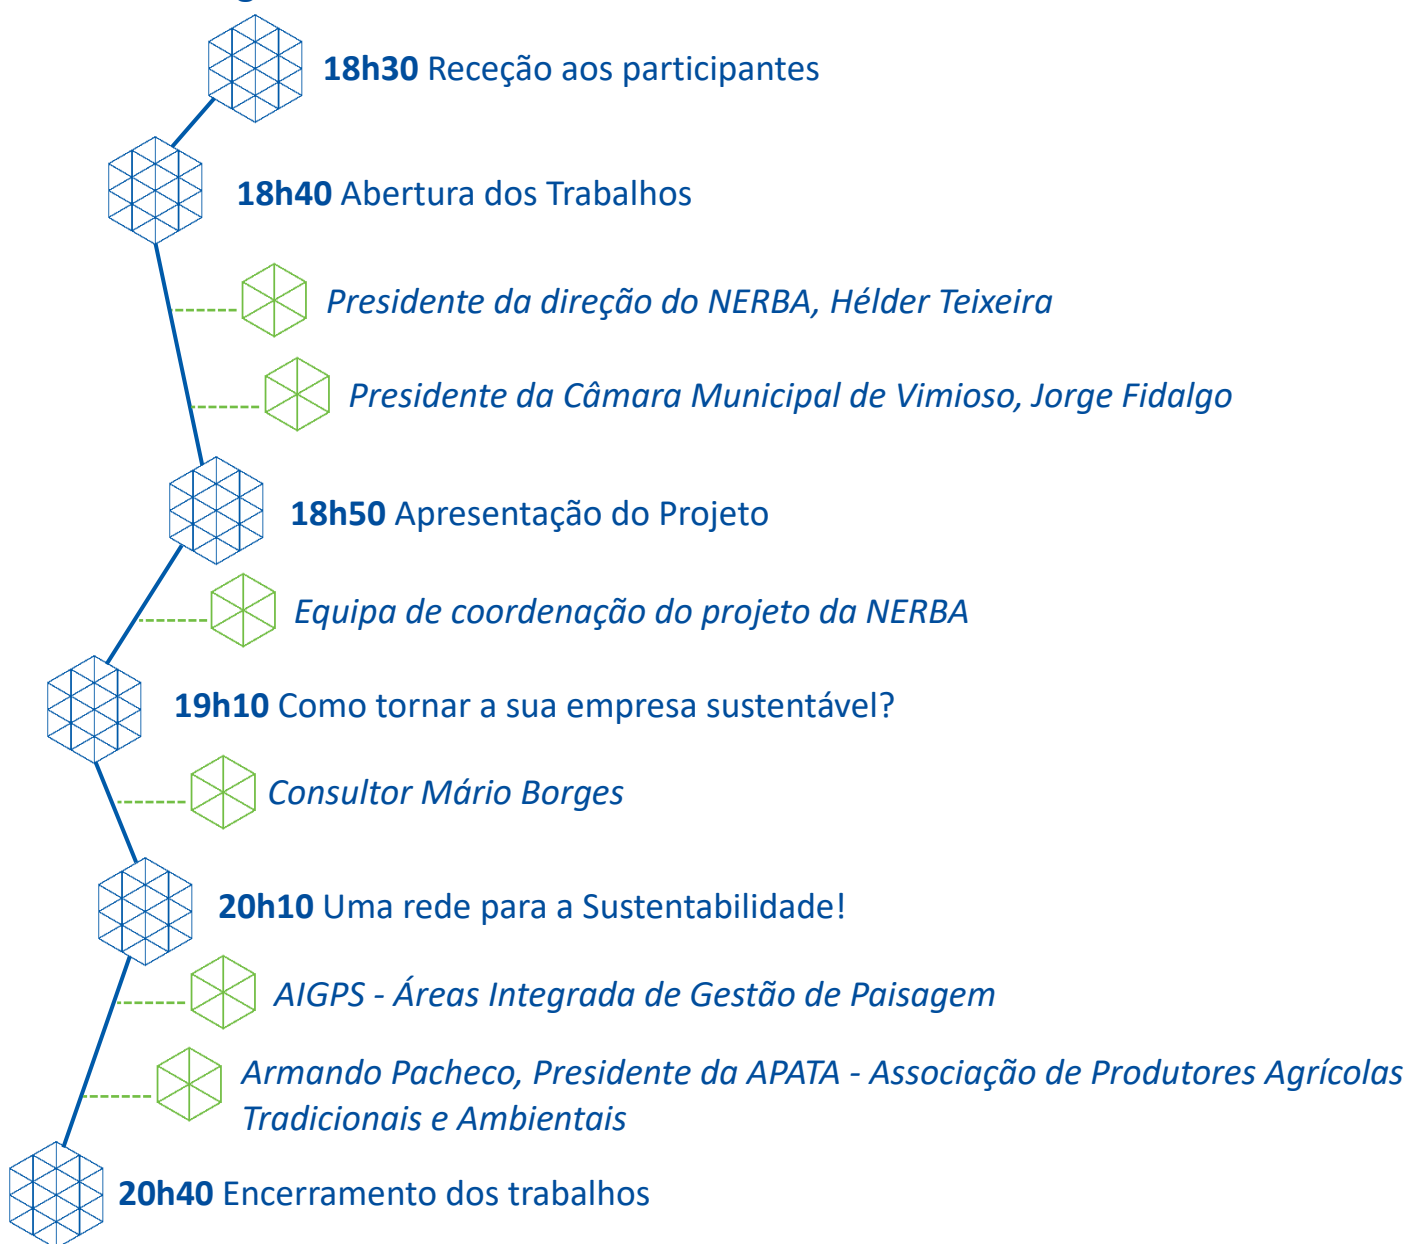 18h30 Receção aos participantes
18h40 Abertura dos Trabalhos
Presidente da direção do NERBA, Hélder Teixeira
Presidente da Câmara Municipal de Vimioso, Jorge Fidalgo
18h50 Apresentação do Projeto
Equipa de coordenação do projeto da NERBA
19h10 Como tornar a sua empresa sustentável?
Consultor Mário Borges
20h10 Uma rede para a Sustentabilidade!
AIGPS - Áreas Integrada de Gestão de Paisagem
Armando Pacheco, Presidente da APATA - Associação de Produtores Agrícolas
Tradicionais e Ambientais
20h40 Encerramento dos trabalhos